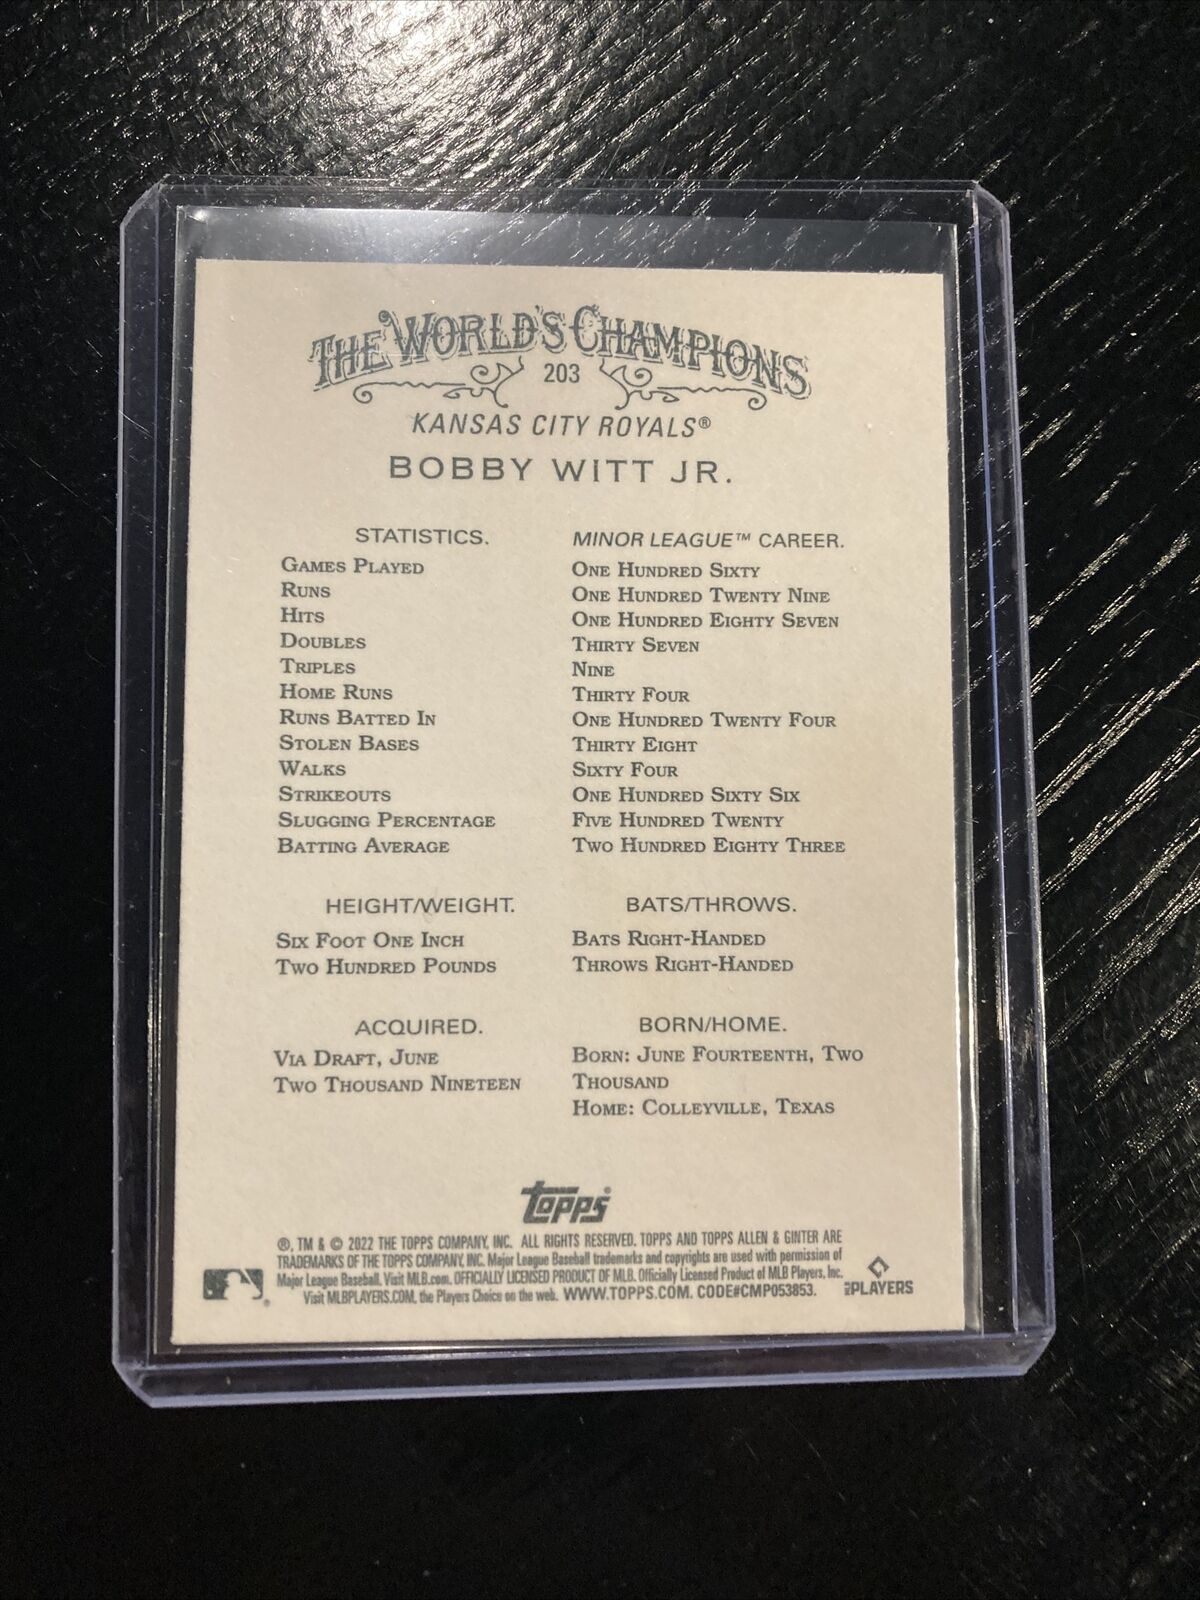 THE WORLD'S CHAMPIONS
203
KANSAS CITY ROYALS®
BOBBY WITT JR.
STATISTICS. MINOR LEAGUE™ CAREER.
GAMES PLAYED ONE HUNDRED SIXTY
RUNS ONE HUNDRED TWENTY NINE
HITS ONE HUNDRED EIGHTY SEVEN
DOUBLES THIRTY SEVEN
TRIPLES NINE
HOME RUNS THIRTY FOUR
RUNS BATTED IN ONE HUNDRED TWENTY FOUR
STOLEN BASES THIRTY EIGHT
WALKS SIXTY FOUR
STRIKEOUTS ONE HUNDRED SIXTY SIX
SLUGGING PERCENTAGE FIVE HUNDRED TWENTY
BATTING AVERAGE TWO HUNDRED EIGHTY THREE
HEIGHT/WEIGHT. BATS/THROWS.
SIX FOOT ONE INCH BATS RIGHT-HANDED
TWO HUNDRED POUNDS THROWS RIGHT-HANDED
ACQUIRED. BORN/HOME.
VIA DRAFT, JUNE BORN: JUNE FOURTEENTH, TWO
TWO THOUSAND NINETEEN THOUSAND
HOME: COLLEYVILLE, TEXAS
topps®
®, TM & © 2022 THE TOPPS COMPANY, INC. ALL RIGHTS RESERVED. TOPPS AND TOPPS ALLEN & GINTER ARE
TRADEMARKS OF THE TOPPS COMPANY, INC. Major League Baseball trademarks and copyrights are used with permission of
Major League Baseball. Visit MLB.com. OFFICIALLY LICENSED PRODUCT OF MLB. Officially Licensed Product of MLB Players, Inc.
Visit MLBPLAYERS.COM, the Players Choice on the web. WWW.TOPPS.COM. CODE#CMP053853.
MLB PLAYERS